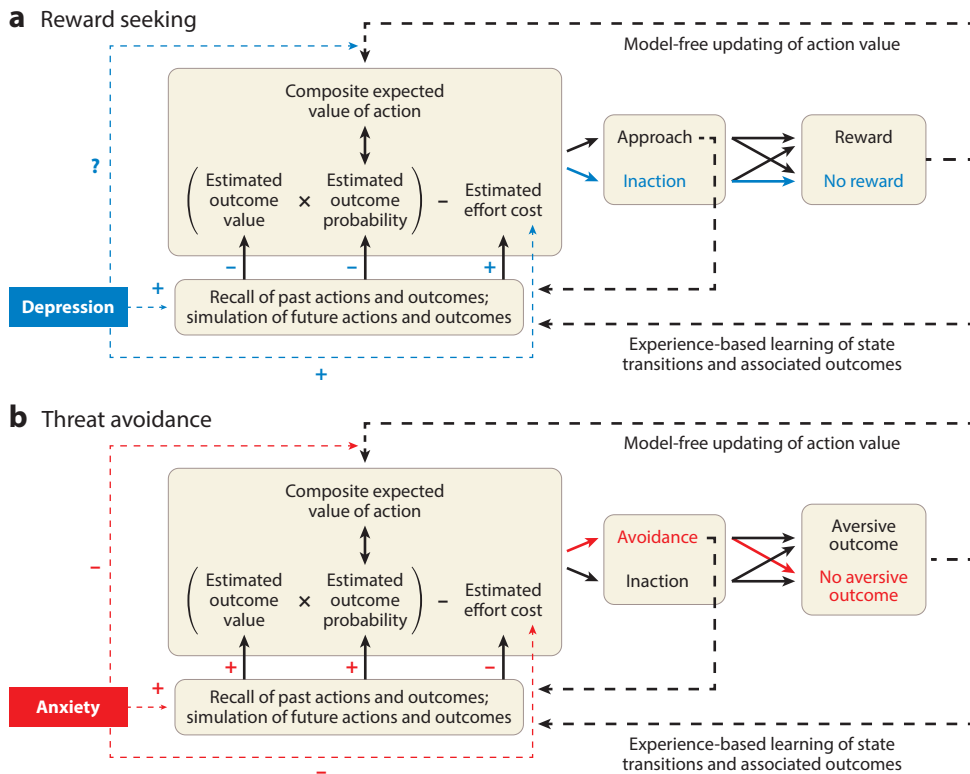 a Reward seeking
Model-free updating of action value
Composite expected
value of action
Approach
Reward
?
Inaction
No reward
( Estimated
outcome
value
×
Estimated
outcome
probability )
–
Estimated
effort cost
–
–
+
+
Depression
Recall of past actions and outcomes;
simulation of future actions and outcomes
+
Experience-based learning of state
transitions and associated outcomes
b Threat avoidance
Model-free updating of action value
Composite expected
value of action
Avoidance
Aversive
outcome
–
Inaction
No aversive
outcome
( Estimated
outcome
value
×
Estimated
outcome
probability )
–
Estimated
effort cost
+
+
–
+
Anxiety
Recall of past actions and outcomes;
simulation of future actions and outcomes
–
Experience-based learning of state
transitions and associated outcomes